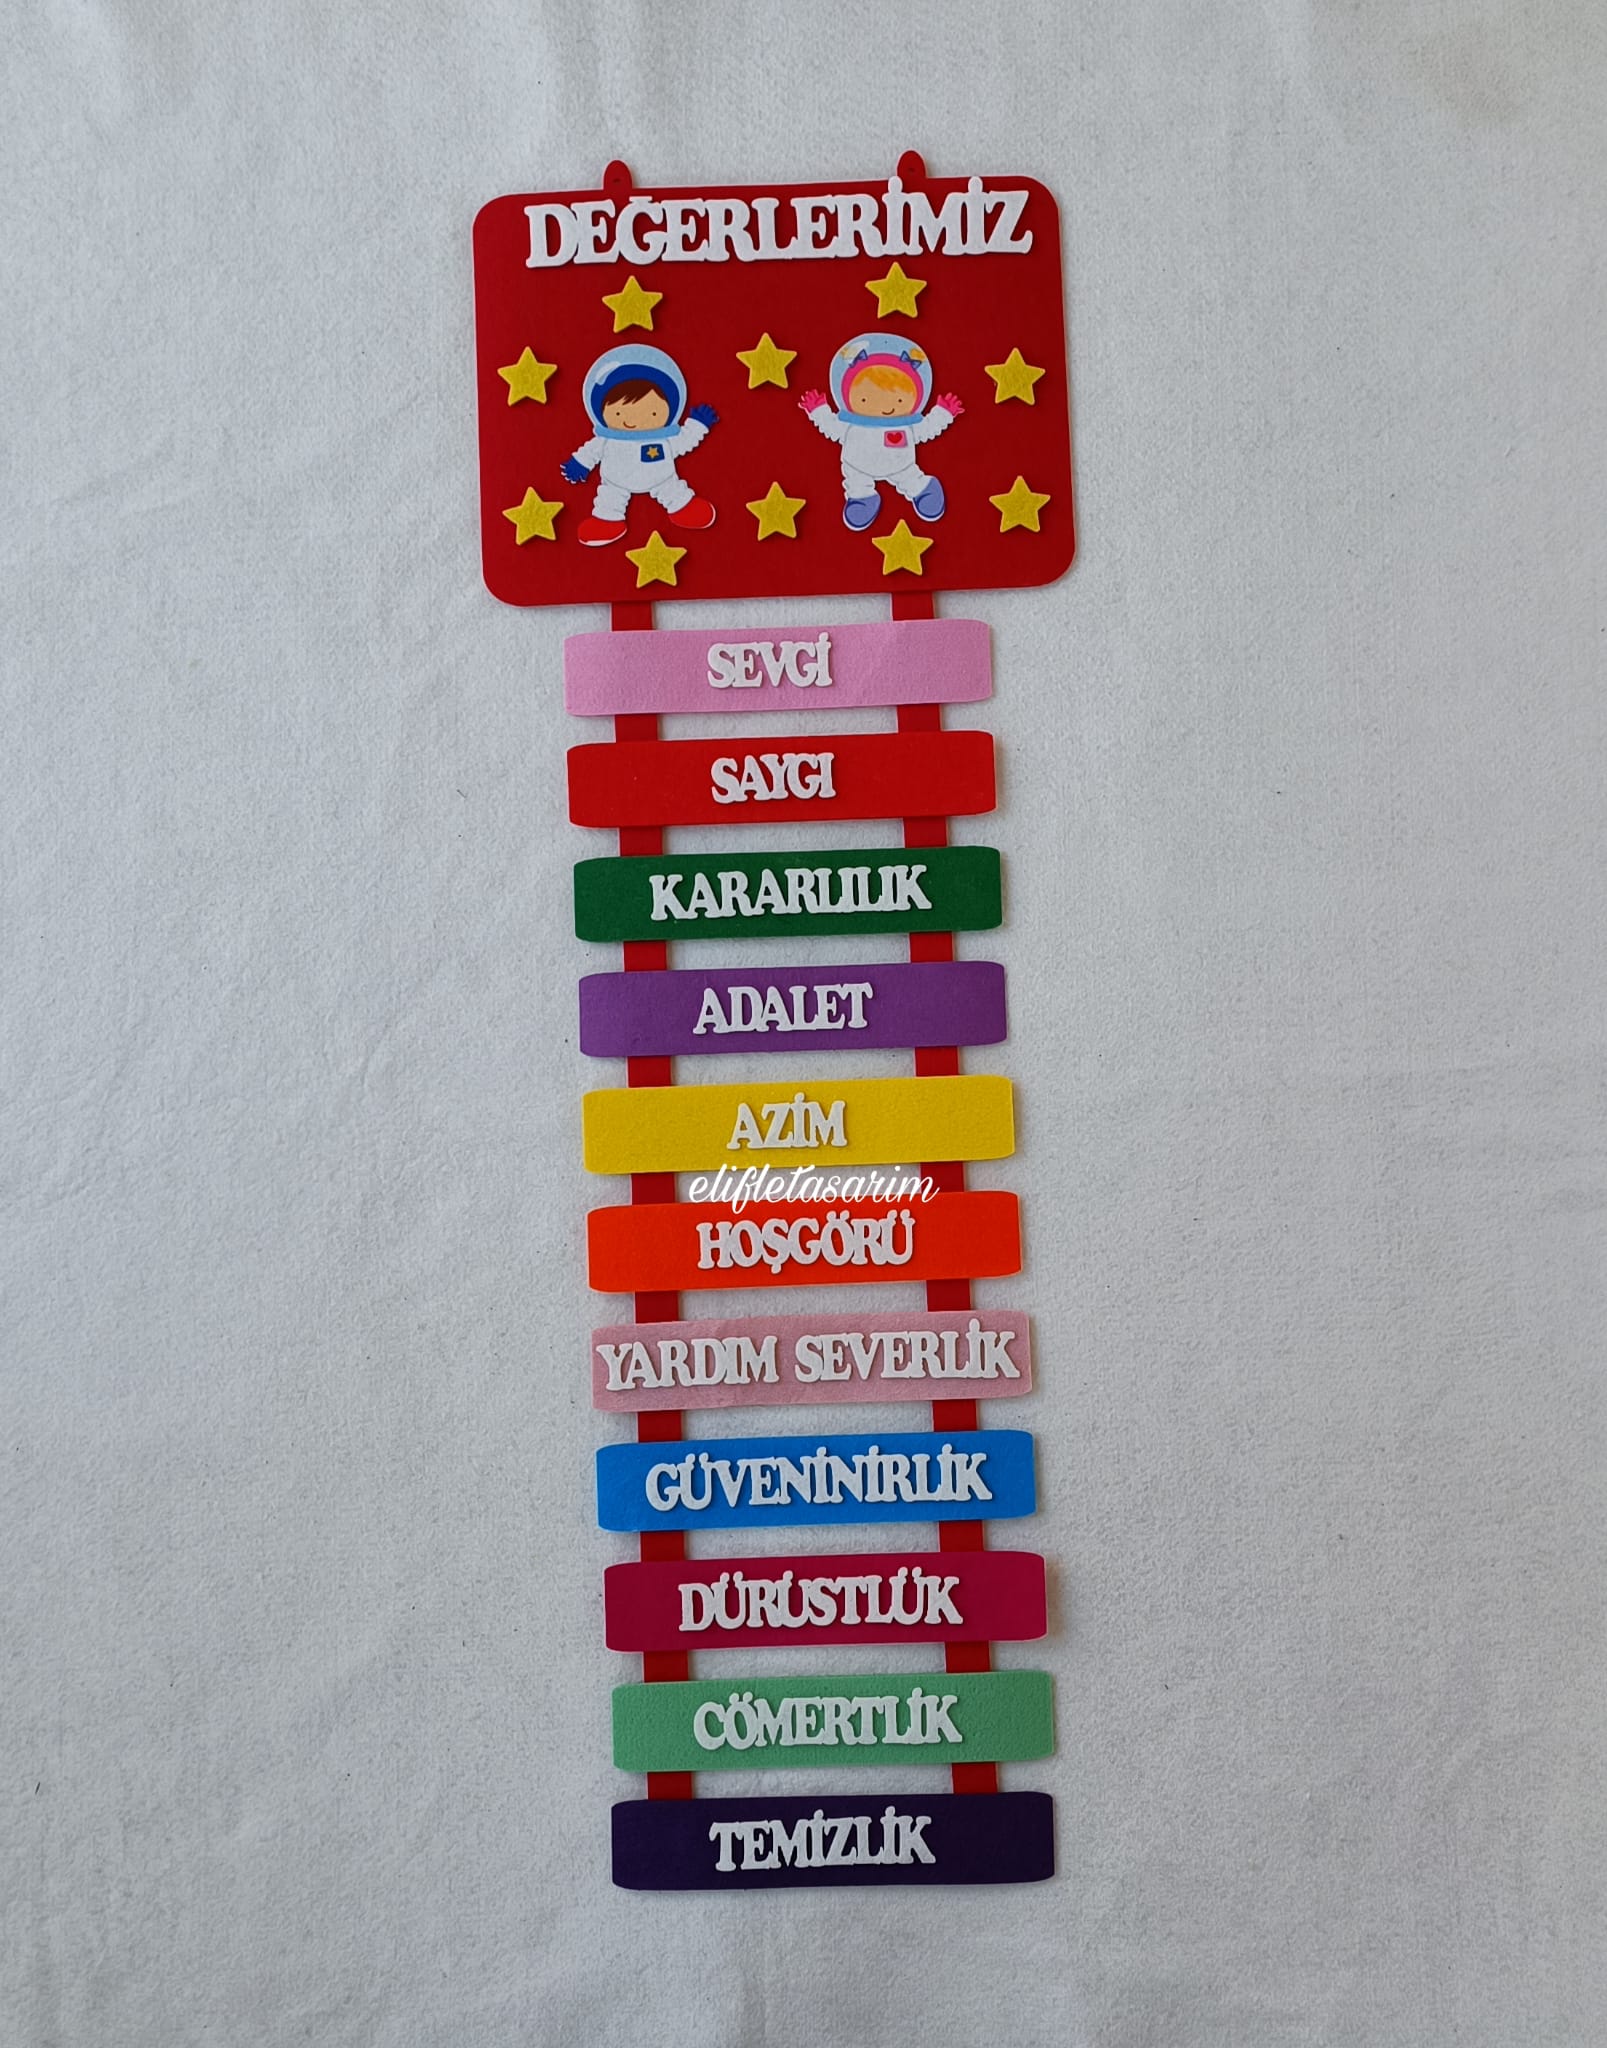 DEĞERLERİMİZ
SEVGİ
SAYGI
KARARLILIK
ADALET
AZİM
elifletasarim
HOŞGÖRÜ
YARDIM SEVERLİK
GÜVENİNİRLİK
DÜRÜSTLÜK
CÖMERTLİK
TEMİZLİK